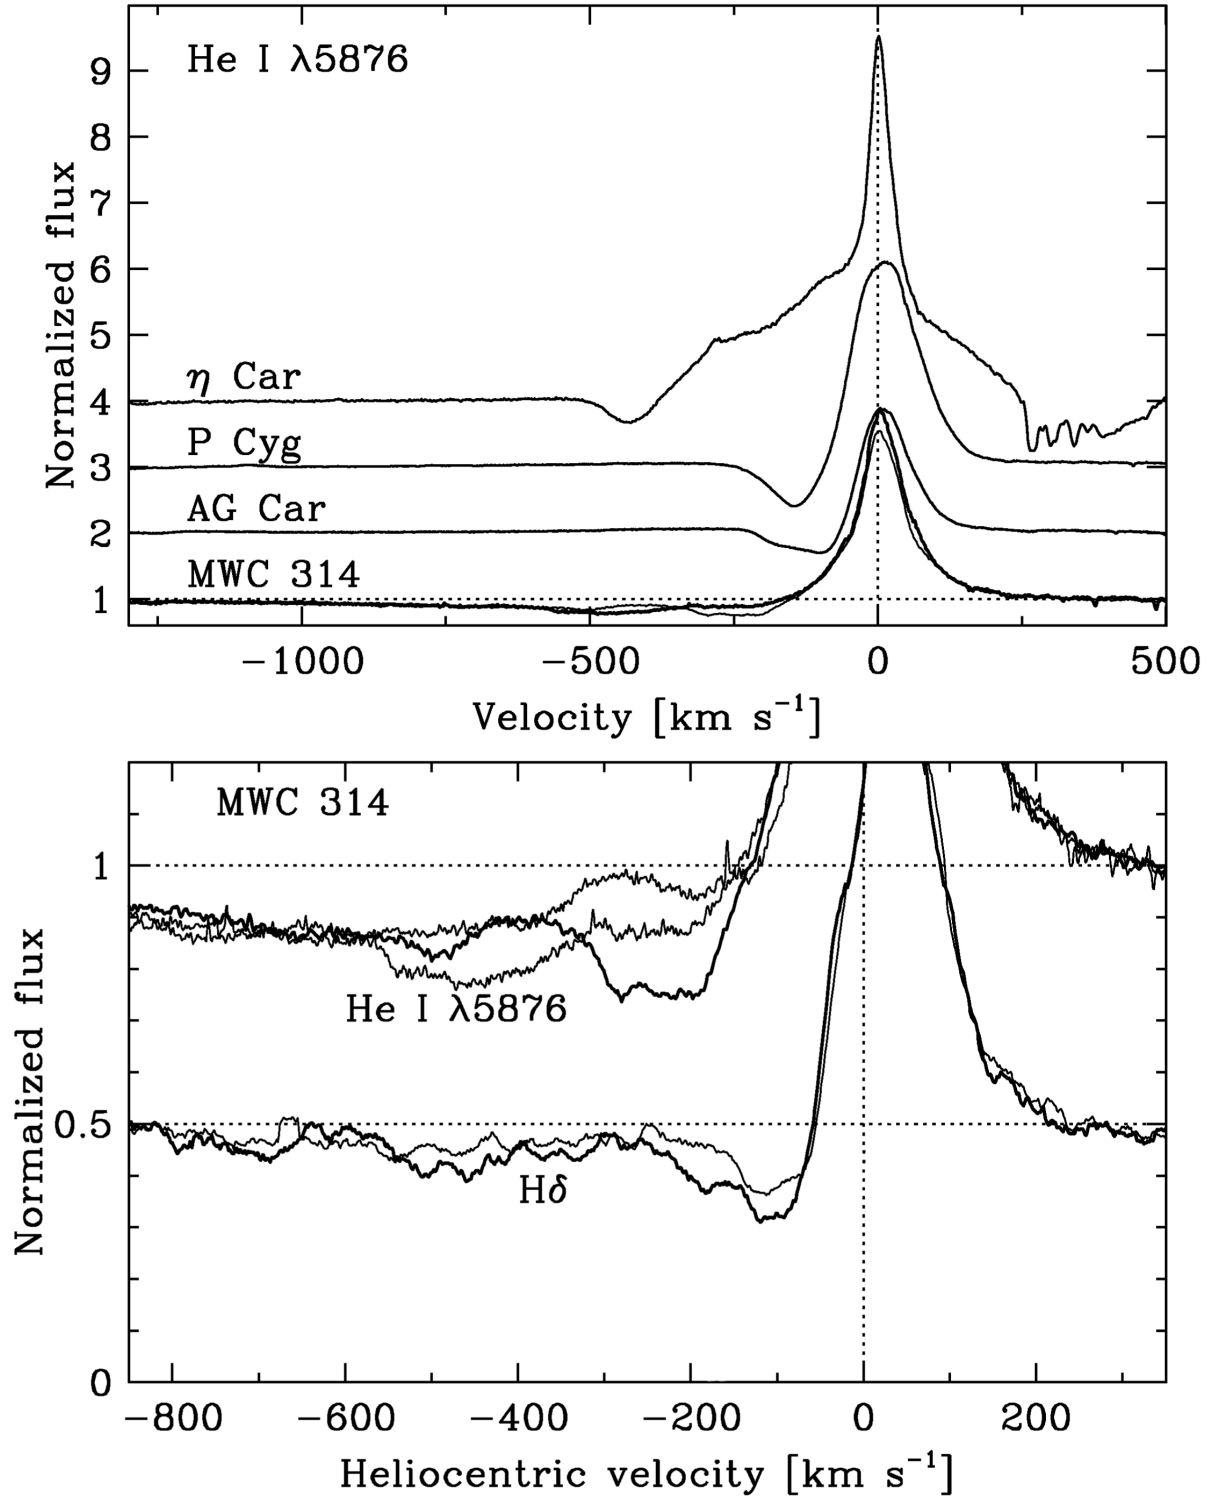 He I λ5876
9
8
7
6
5
4
3
2
1
Normalized flux
η Car
P Cyg
AG Car
MWC 314
−1000 −500 0 500
Velocity [km s⁻¹]
MWC 314
1
0.5
0
Normalized flux
He I λ5876
Hδ
−800 −600 −400 −200 0 200
Heliocentric velocity [km s⁻¹]